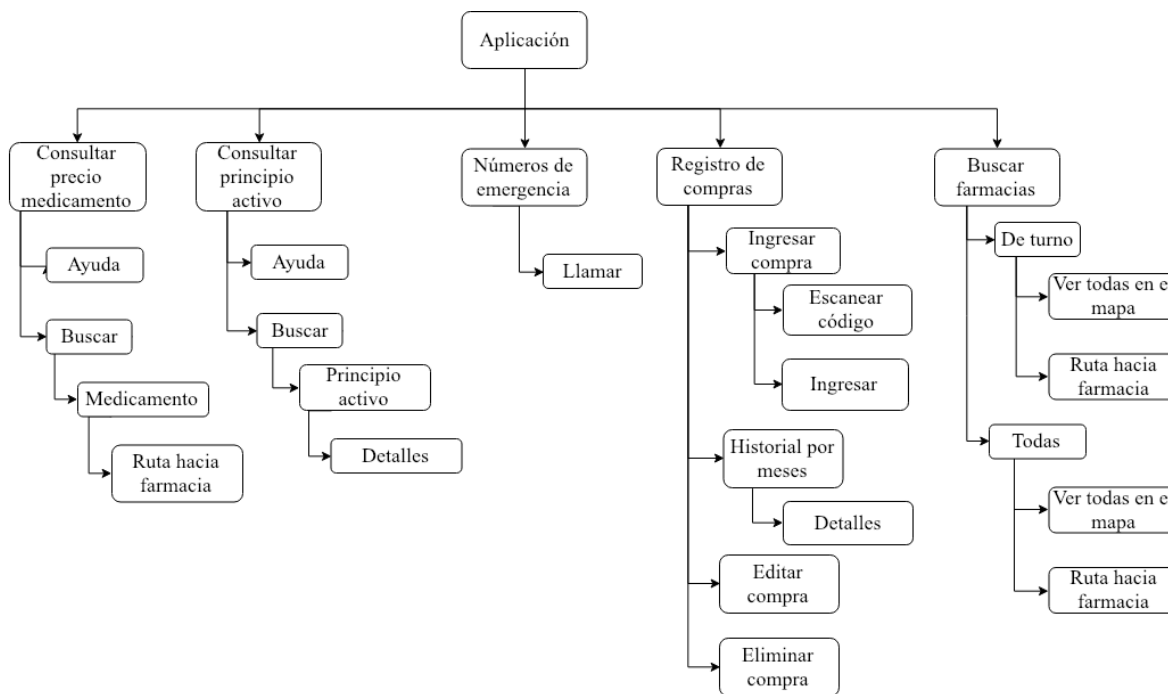 Aplicación
Consultar
precio
medicamento
Ayuda
Buscar
Medicamento
Ruta hacia
farmacia
Consultar
principio
activo
Ayuda
Buscar
Principio
activo
Detalles
Números de
emergencia
Llamar
Registro de
compras
Ingresar
compra
Escanear
código
Ingresar
Historial por
meses
Detalles
Editar
compra
Eliminar
compra
Buscar
farmacias
De turno
Ver todas en e
mapa
Ruta hacia
farmacia
Todas
Ver todas en e
mapa
Ruta hacia
farmacia